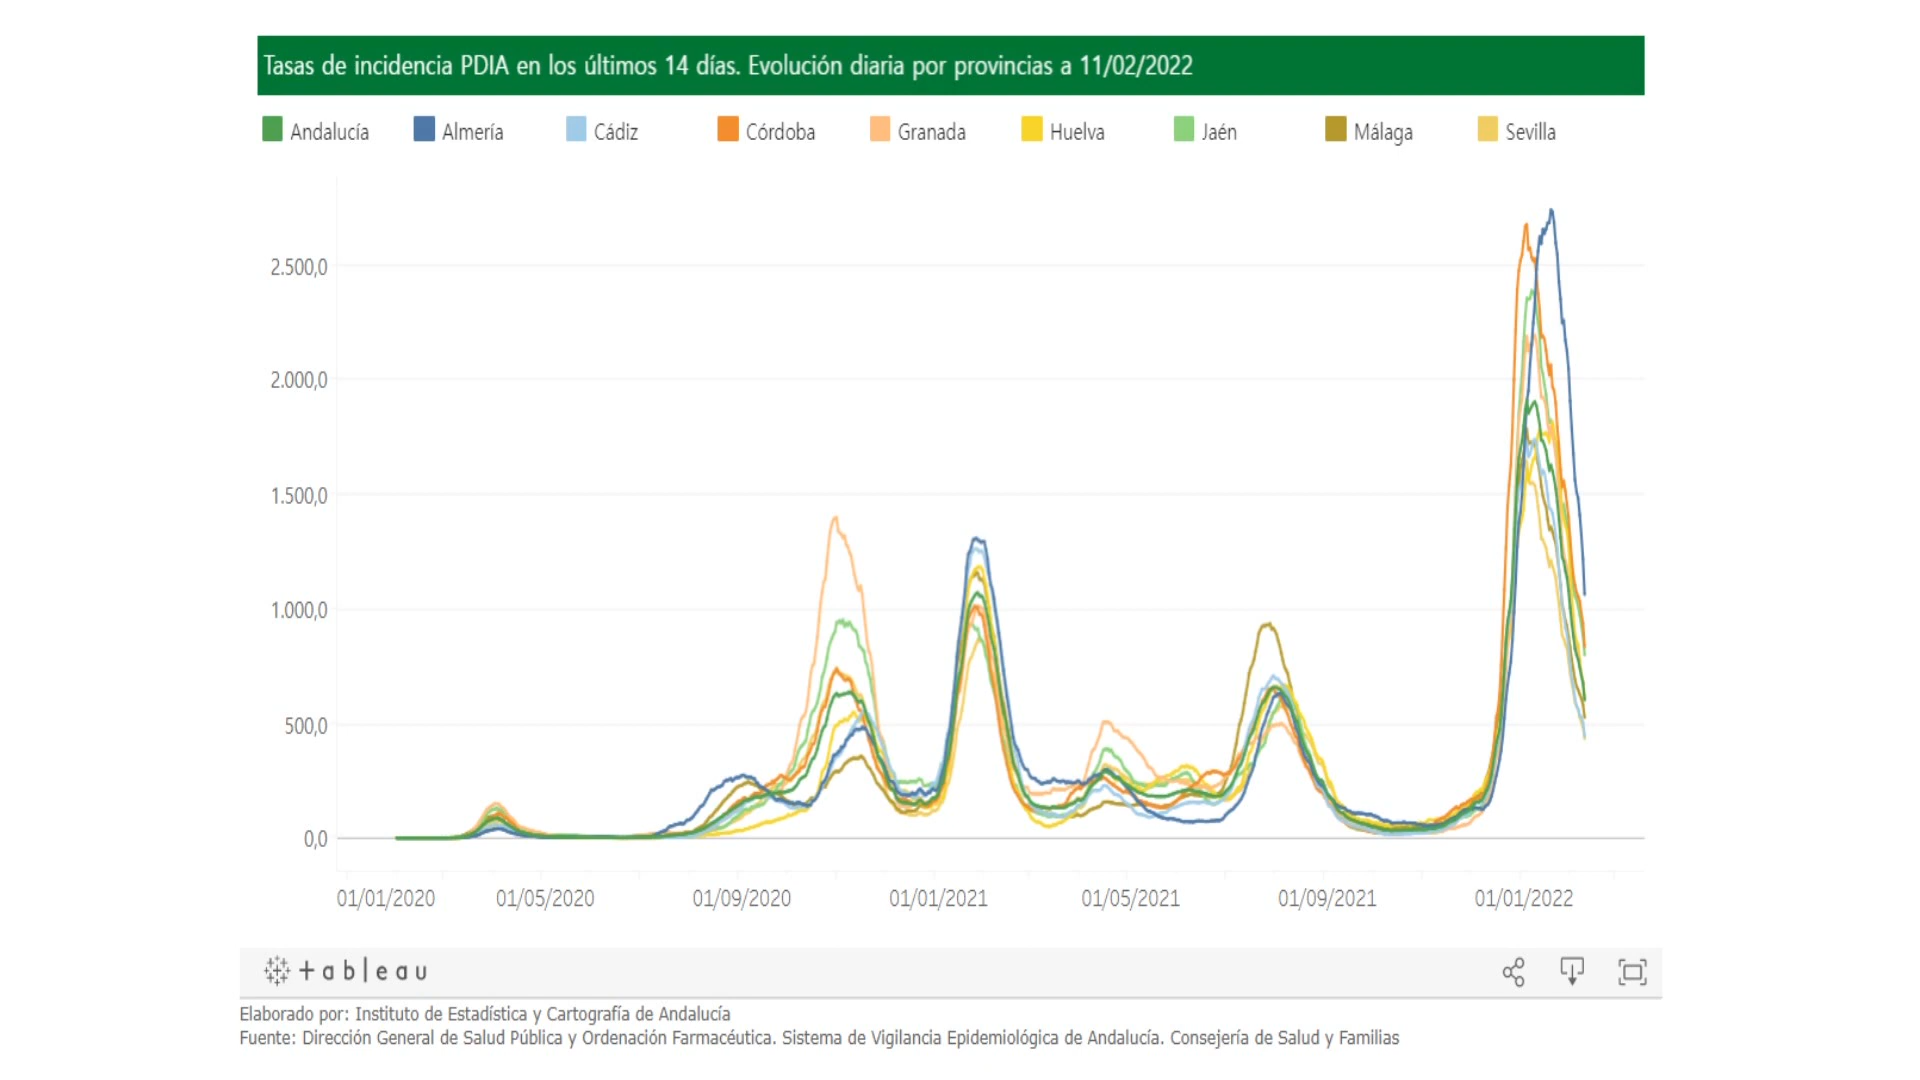 Tasas de incidencia PDIA en los últimos 14 días. Evolución diaria por provincias a 11/02/2022
Andalucía Almería Cádiz Córdoba Granada Huelva Jaén Málaga Sevilla
2.500,0
2.000,0
1.500,0
1.000,0
500,0
0,0
01/01/2020 01/05/2020 01/09/2020 01/01/2021 01/05/2021 01/09/2021 01/01/2022
+ableau
Elaborado por: Instituto de Estadística y Cartografía de Andalucía
Fuente: Dirección General de Salud Pública y Ordenación Farmacéutica. Sistema de Vigilancia Epidemiológica de Andalucía. Consejería de Salud y Familias